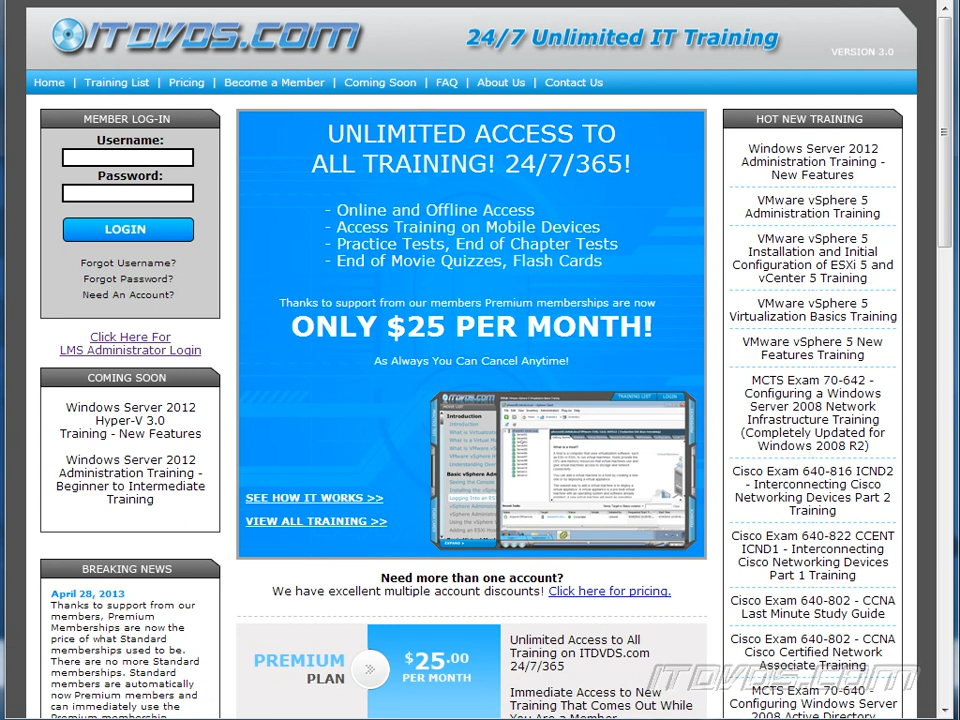 ITDVDS.COM
24/7 Unlimited IT Training
VERSION 3.0
Home | Training List | Pricing | Become a Member | Coming Soon | FAQ | About Us | Contact Us
MEMBER LOG-IN
Username:
Password:
LOGIN
Forgot Username?
Forgot Password?
Need An Account?
Click Here For
LMS Administrator Login
COMING SOON
Windows Server 2012
Hyper-V 3.0
Training - New Features
Windows Server 2012
Administration Training -
Beginner to Intermediate
Training
BREAKING NEWS
April 28, 2013
Thanks to support from our
members, Premium
Memberships are now the
price of what Standard
memberships used to be.
There are no more Standard
memberships. Standard
members are automatically
now Premium members and
can immediately use the
Premium membership
UNLIMITED ACCESS TO
ALL TRAINING! 24/7/365!
- Online and Offline Access
- Access Training on Mobile Devices
- Practice Tests, End of Chapter Tests
- End of Movie Quizzes, Flash Cards
Thanks to support from our members Premium memberships are now
ONLY $25 PER MONTH!
As Always You Can Cancel Anytime!
ITDVDS.COM
TRAINING LIST
LOGIN
Introduction
SEE HOW IT WORKS >>
VIEW ALL TRAINING >>
Need more than one account?
We have excellent multiple account discounts! Click here for pricing.
PREMIUM
PLAN
$25.00
PER MONTH
Unlimited Access to All
Training on ITDVDS.com
24/7/365
Immediate Access to New
Training That Comes Out While
You Are a Member
HOT NEW TRAINING
Windows Server 2012
Administration Training -
New Features
VMware vSphere 5
Administration Training
VMware vSphere 5
Installation and Initial
Configuration of ESXi 5 and
vCenter 5 Training
VMware vSphere 5
Virtualization Basics Training
VMware vSphere 5 New
Features Training
MCTS Exam 70-642 -
Configuring a Windows
Server 2008 Network
Infrastructure Training
(Completely Updated for
Windows 2008 R2)
Cisco Exam 640-816 ICND2
- Interconnecting Cisco
Networking Devices Part 2
Training
Cisco Exam 640-822 CCENT
ICND1 - Interconnecting
Cisco Networking Devices
Part 1 Training
Cisco Exam 640-802 - CCNA
Last Minute Study Guide
Cisco Exam 640-802 - CCNA
Cisco Certified Network
Associate Training
MCTS Exam 70-640 -
Configuring Windows Server
2008 Active Directory
ITDVDS.COM